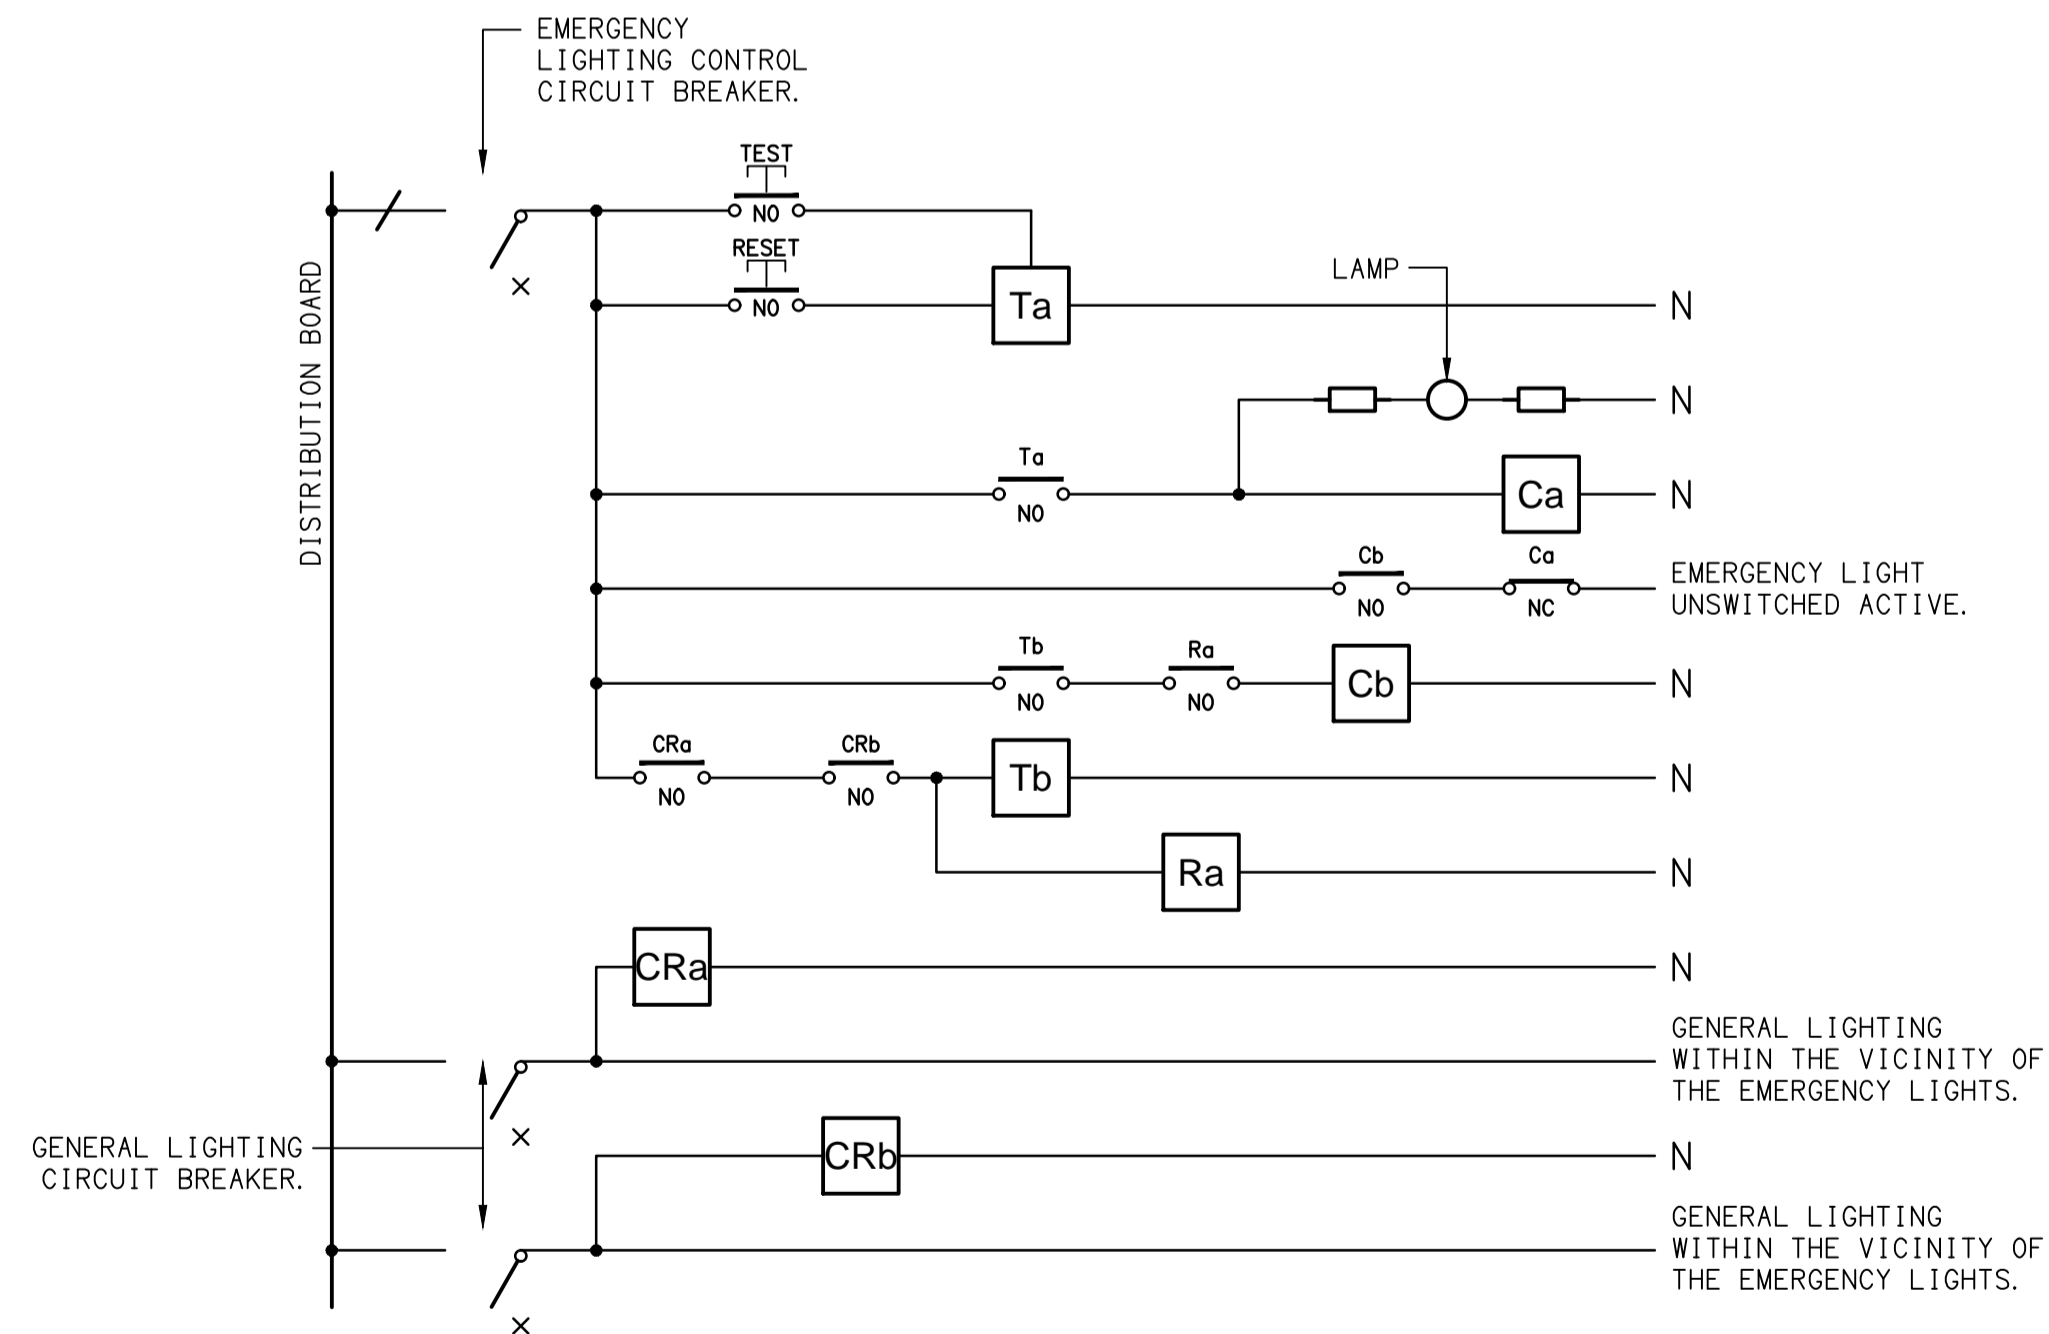 EMERGENCY
LIGHTING CONTROL
CIRCUIT BREAKER.
TEST
NO
RESET
NO
Ta
N
LAMP
N
Ta
NO
Ca
N
Cb
NO
Ca
NC
EMERGENCY LIGHT
UNSWITCHED ACTIVE.
Tb
NO
Ra
NO
Cb
N
CRa
NO
CRb
NO
Tb
N
Ra
N
CRa
N
GENERAL LIGHTING
WITHIN THE VICINITY OF
THE EMERGENCY LIGHTS.
CRb
N
GENERAL LIGHTING
WITHIN THE VICINITY OF
THE EMERGENCY LIGHTS.
DISTRIBUTION BOARD
GENERAL LIGHTING
CIRCUIT BREAKER.